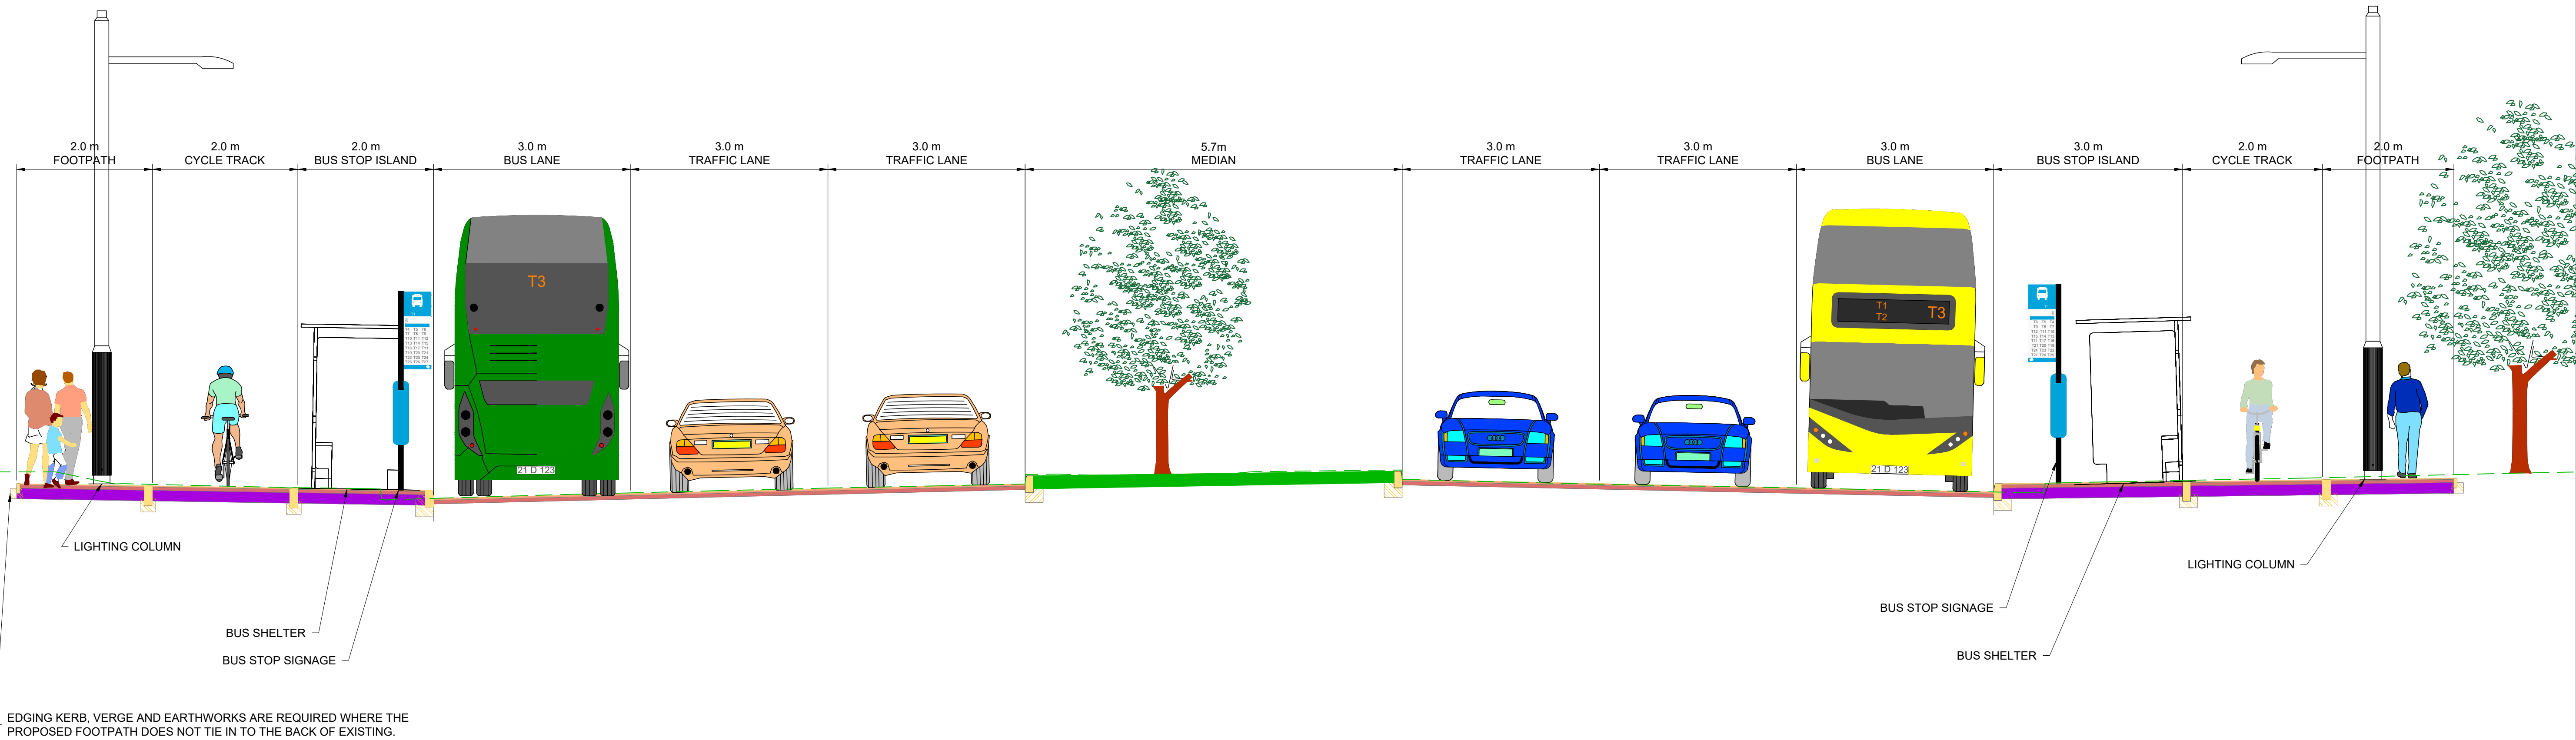 2.0 m
FOOTPATH
2.0 m
CYCLE TRACK
2.0 m
BUS STOP ISLAND
3.0 m
BUS LANE
3.0 m
TRAFFIC LANE
3.0 m
TRAFFIC LANE
5.7m
MEDIAN
3.0 m
TRAFFIC LANE
3.0 m
TRAFFIC LANE
3.0 m
BUS LANE
3.0 m
BUS STOP ISLAND
2.0 m
CYCLE TRACK
2.0 m
FOOTPATH
T3
21 D 123
T1
T2
T3
21 D 123
LIGHTING COLUMN
BUS SHELTER
BUS STOP SIGNAGE
LIGHTING COLUMN
BUS STOP SIGNAGE
BUS SHELTER
EDGING KERB, VERGE AND EARTHWORKS ARE REQUIRED WHERE THE
PROPOSED FOOTPATH DOES NOT TIE IN TO THE BACK OF EXISTING.